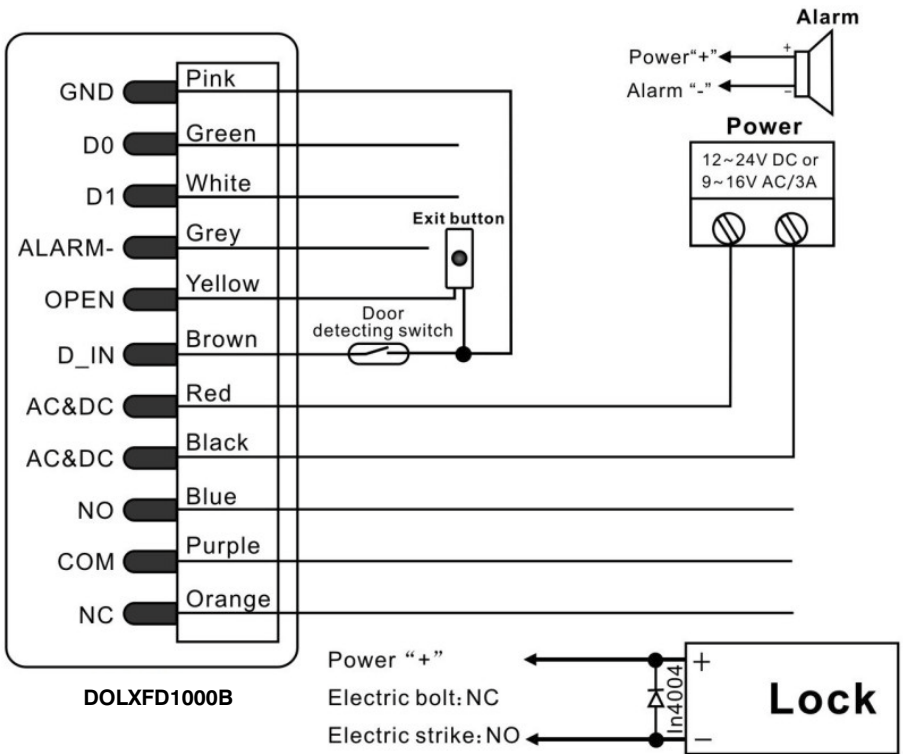 Alarm
Power“+”
+
Alarm “-”
–
Power
12~24V DC or
9~16V AC/3A
GND
Pink
D0
Green
D1
White
ALARM-
Grey
Exit button
OPEN
Yellow
Door
detecting switch
D_IN
Brown
AC&DC
Red
AC&DC
Black
NO
Blue
COM
Purple
NC
Orange
DOLXFD1000B
Power “+”
Electric bolt: NC
Electric strike: NO
In4004
+
–
Lock